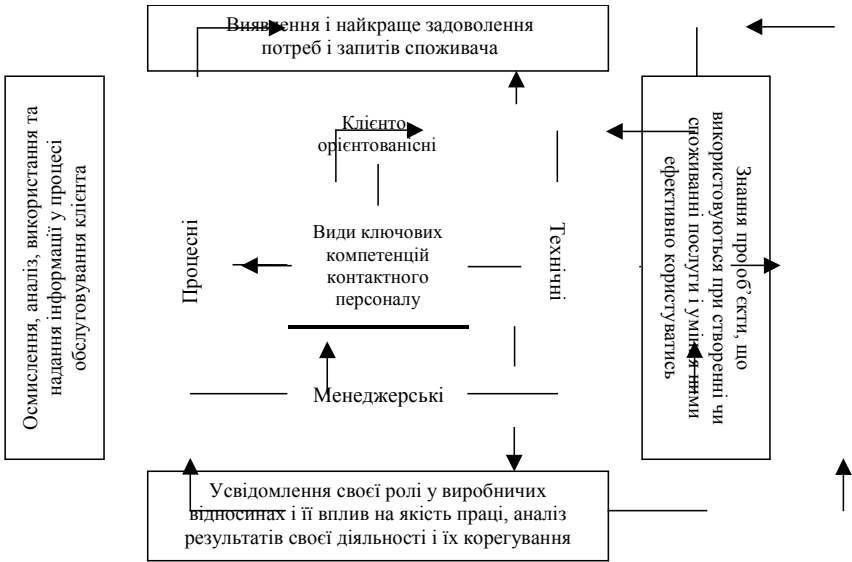 Виявлення і найкраще задоволення
потреб і запитів споживача
Осмислення, аналіз, використання та
надання інформації у процесі
обслуговування клієнта
Процесні
Клієнто
орієнтованісні
Види ключових
компетенцій
контактного
персоналу
Технічні
Знання про об’єкти, що
використовуються при створенні чи
споживанні послуги і уміння ними
ефективно користуватись
Менеджерські
Усвідомлення своєї ролі у виробничих
відносинах і її вплив на якість праці, аналіз
результатів своєї діяльності і їх корегування